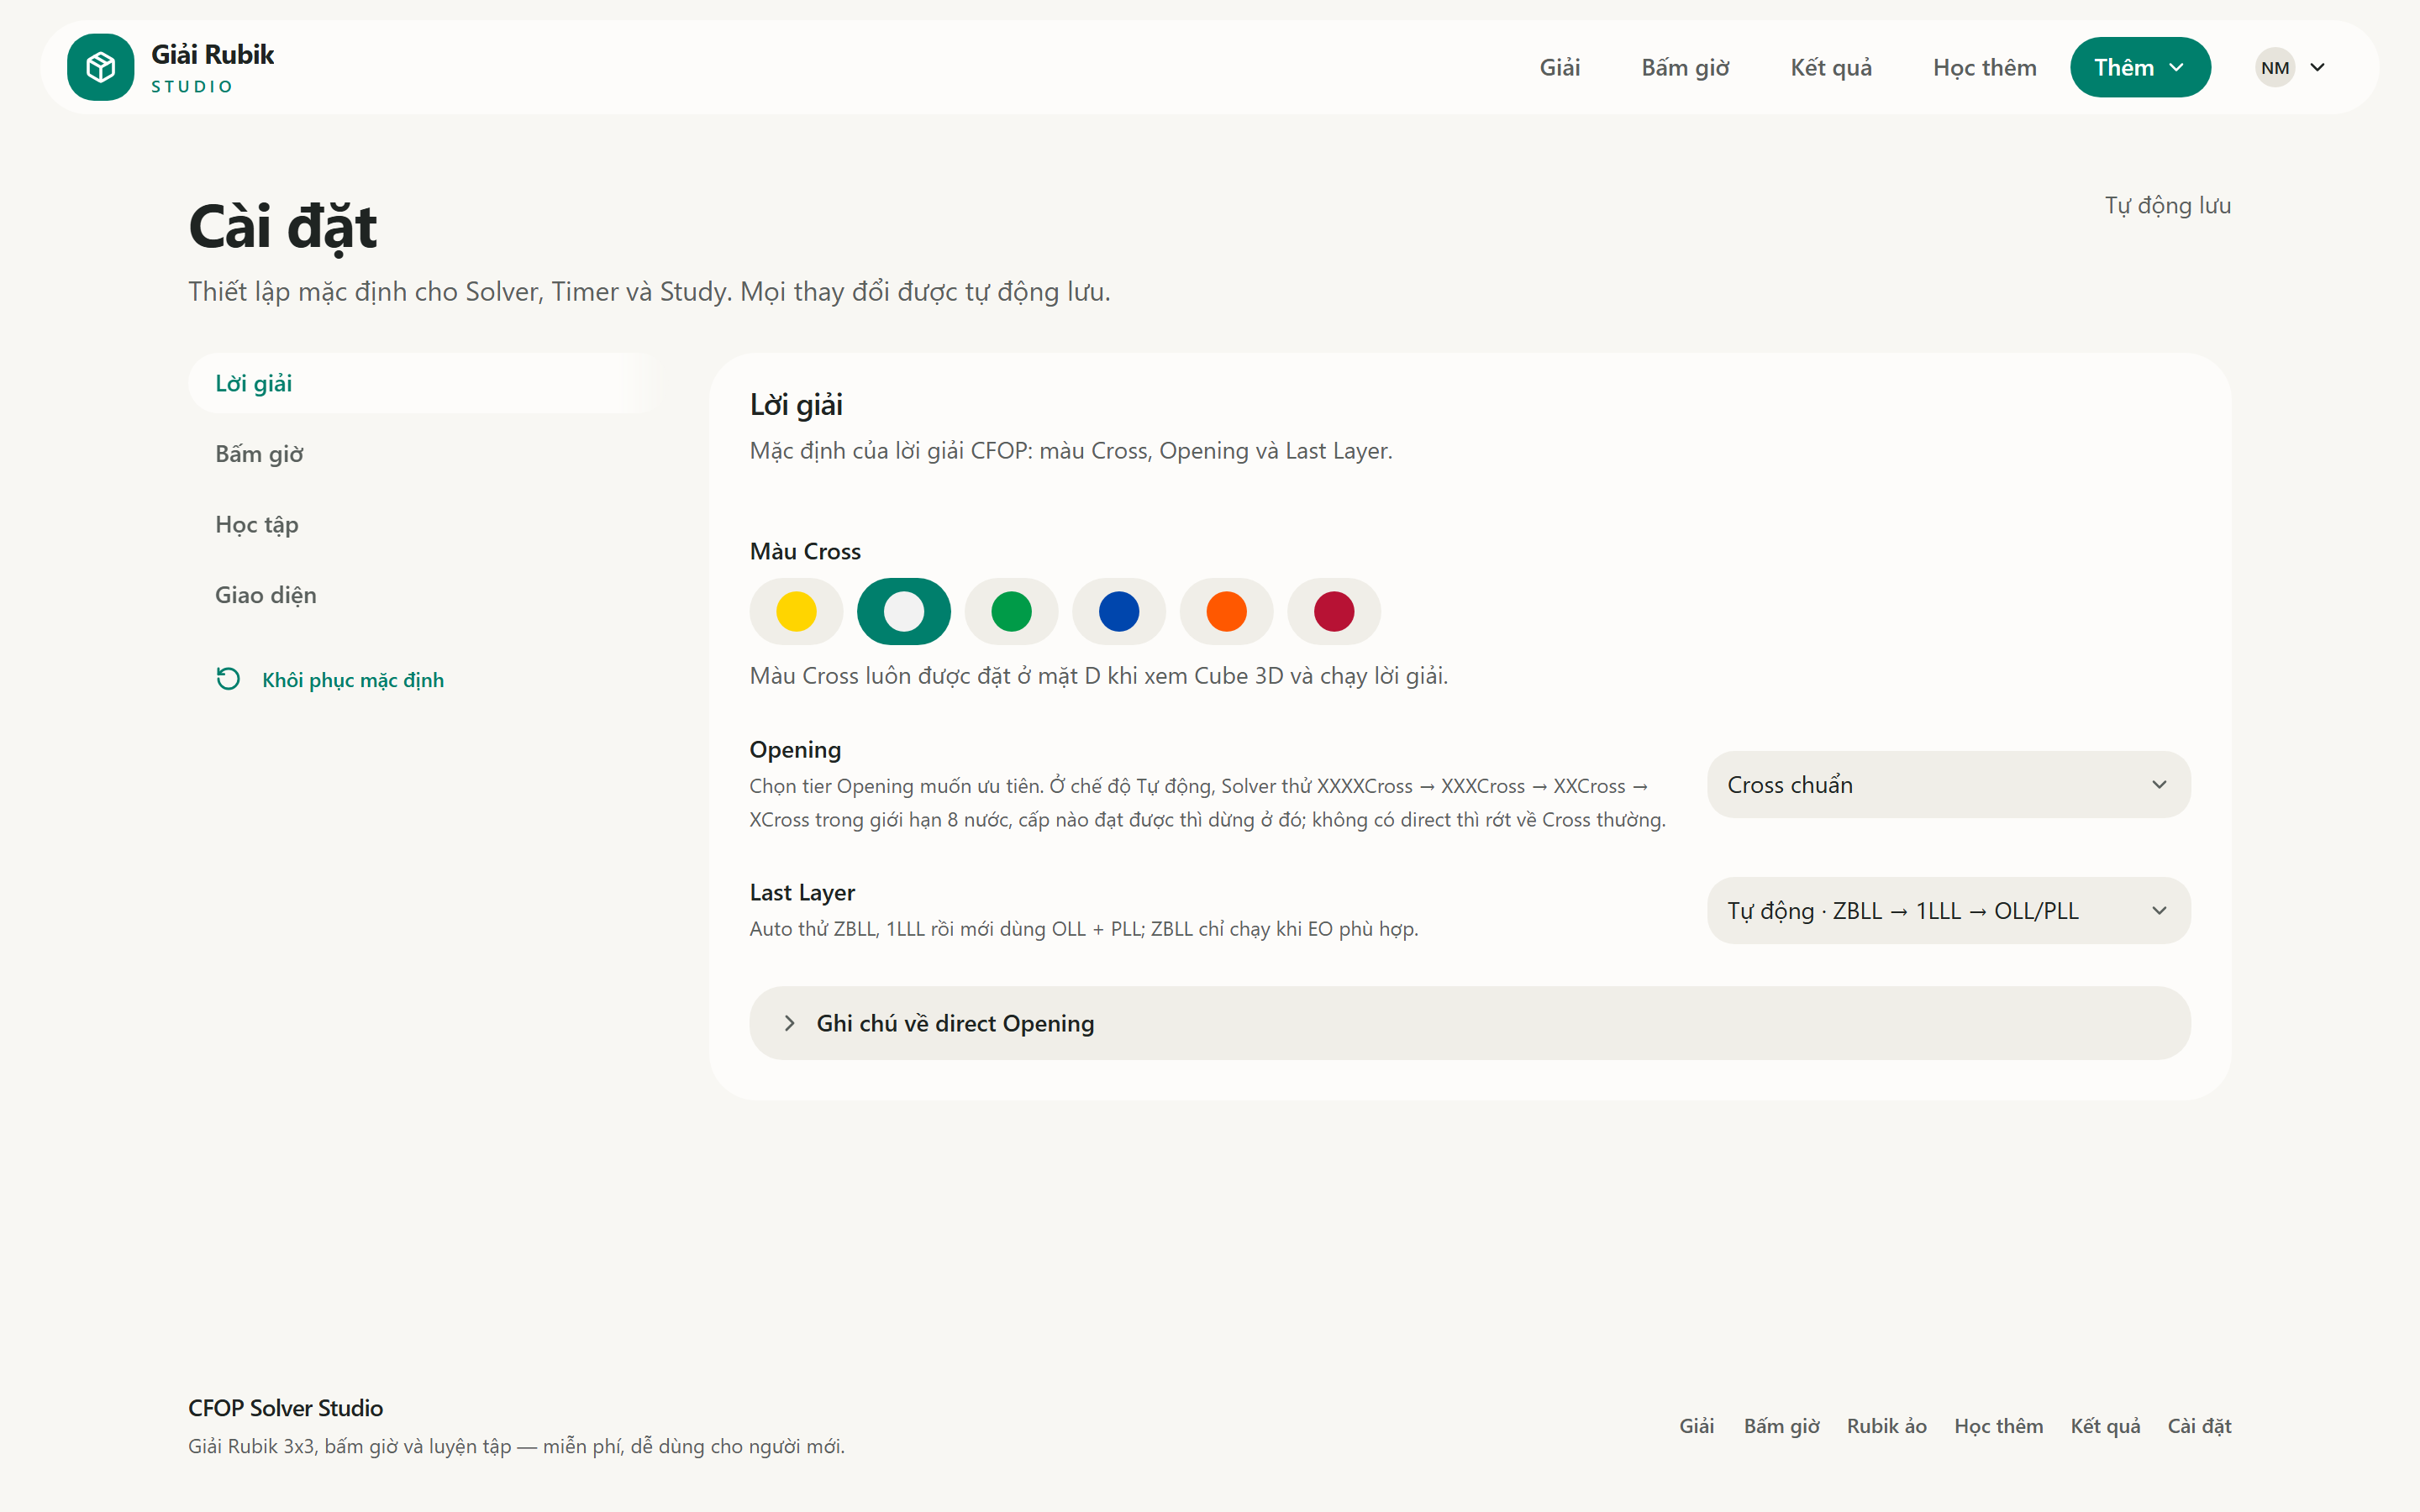 Giải Rubik
STUDIO
Giải
Bấm giờ
Kết quả
Học thêm
Thêm
NM
Cài đặt
Tự động lưu
Thiết lập mặc định cho Solver, Timer và Study. Mọi thay đổi được tự động lưu.
Lời giải
Bấm giờ
Học tập
Giao diện
Khôi phục mặc định
Lời giải
Mặc định của lời giải CFOP: màu Cross, Opening và Last Layer.
Màu Cross
Màu Cross luôn được đặt ở mặt D khi xem Cube 3D và chạy lời giải.
Opening
Chọn tier Opening muốn ưu tiên. Ở chế độ Tự động, Solver thử XXXXCross → XXXCross → XXCross →
XCross trong giới hạn 8 nước, cấp nào đạt được thì dừng ở đó; không có direct thì rớt về Cross thường.
Cross chuẩn
Last Layer
Auto thử ZBLL, 1LLL rồi mới dùng OLL + PLL; ZBLL chỉ chạy khi EO phù hợp.
Tự động · ZBLL → 1LLL → OLL/PLL
Ghi chú về direct Opening
CFOP Solver Studio
Giải Rubik 3x3, bấm giờ và luyện tập — miễn phí, dễ dùng cho người mới.
Giải
Bấm giờ
Rubik ảo
Học thêm
Kết quả
Cài đặt